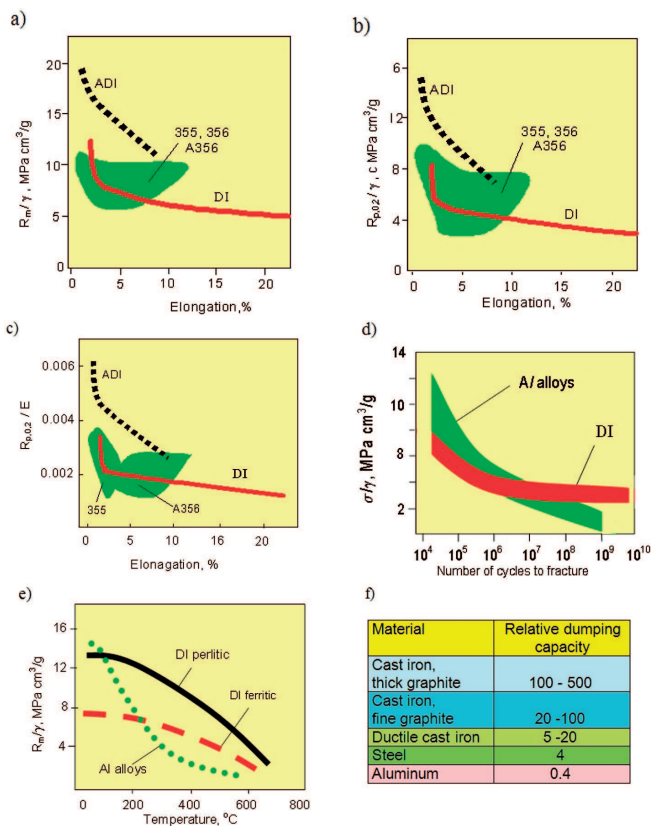 a)
R_m/γ , MPa cm³/g
20
15
10
5
0
ADI
355, 356
A356
DI
0 5 10 15 20
Elongation,%
b)
R_p,0,2/γ , c MPa cm³/g
6
12
8
4
0
ADI
355, 356
A356
DI
0 5 10 15 20
Elongation,%
c)
R_p,0,2 / E
0.006
0.004
0.002
ADI
DI
355
A356
0 5 10 15 20
Elonagation, %
d)
σ/γ, MPa cm³/g
14
10
8
4
2
Al alloys
DI
10⁴ 10⁵ 10⁶ 10⁷ 10⁸ 10⁹ 10¹⁰
Number of cycles to fracture
e)
R_m/γ, MPa cm³/g
16
12
8
4
DI perlitic
DI ferritic
Al alloys
0 200 400 600 800
Temperature, °C
f)
Material Relative dumping
capacity
Cast iron,
thick graphite 100 - 500
Cast iron,
fine graphite 20 -100
Ductile cast iron 5 -20
Steel 4
Aluminum 0.4